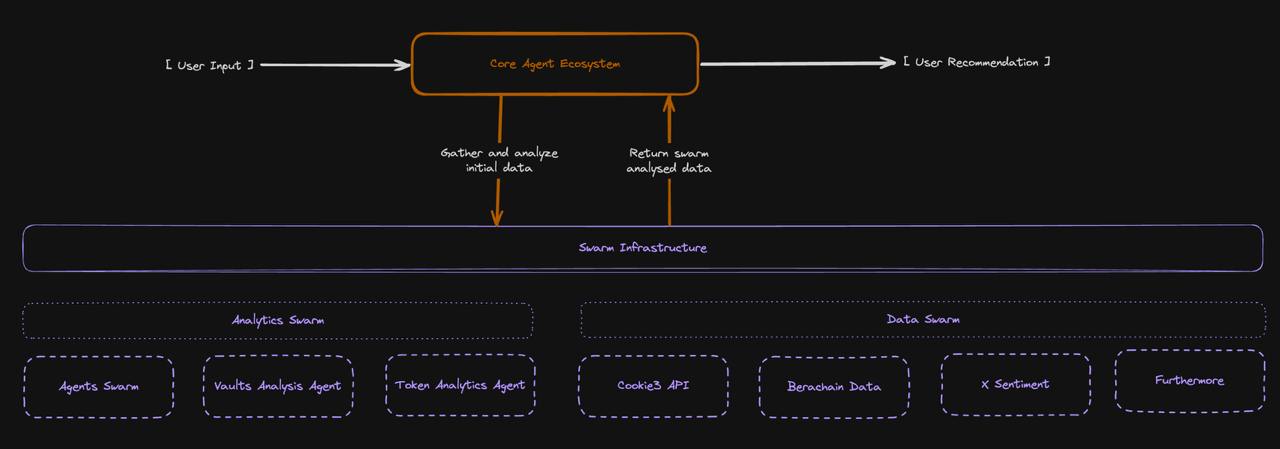 [ User Input ]
Core Agent Ecosystem
[ User Recommendation ]
Gather and analyze
initial data
Return swarm
analysed data
Swarm Infrastructure
Analytics Swarm
Data Swarm
Agents Swarm
Vaults Analysis Agent
Token Analytics Agent
Cookie3 API
Berachain Data
X Sentiment
Furthermore